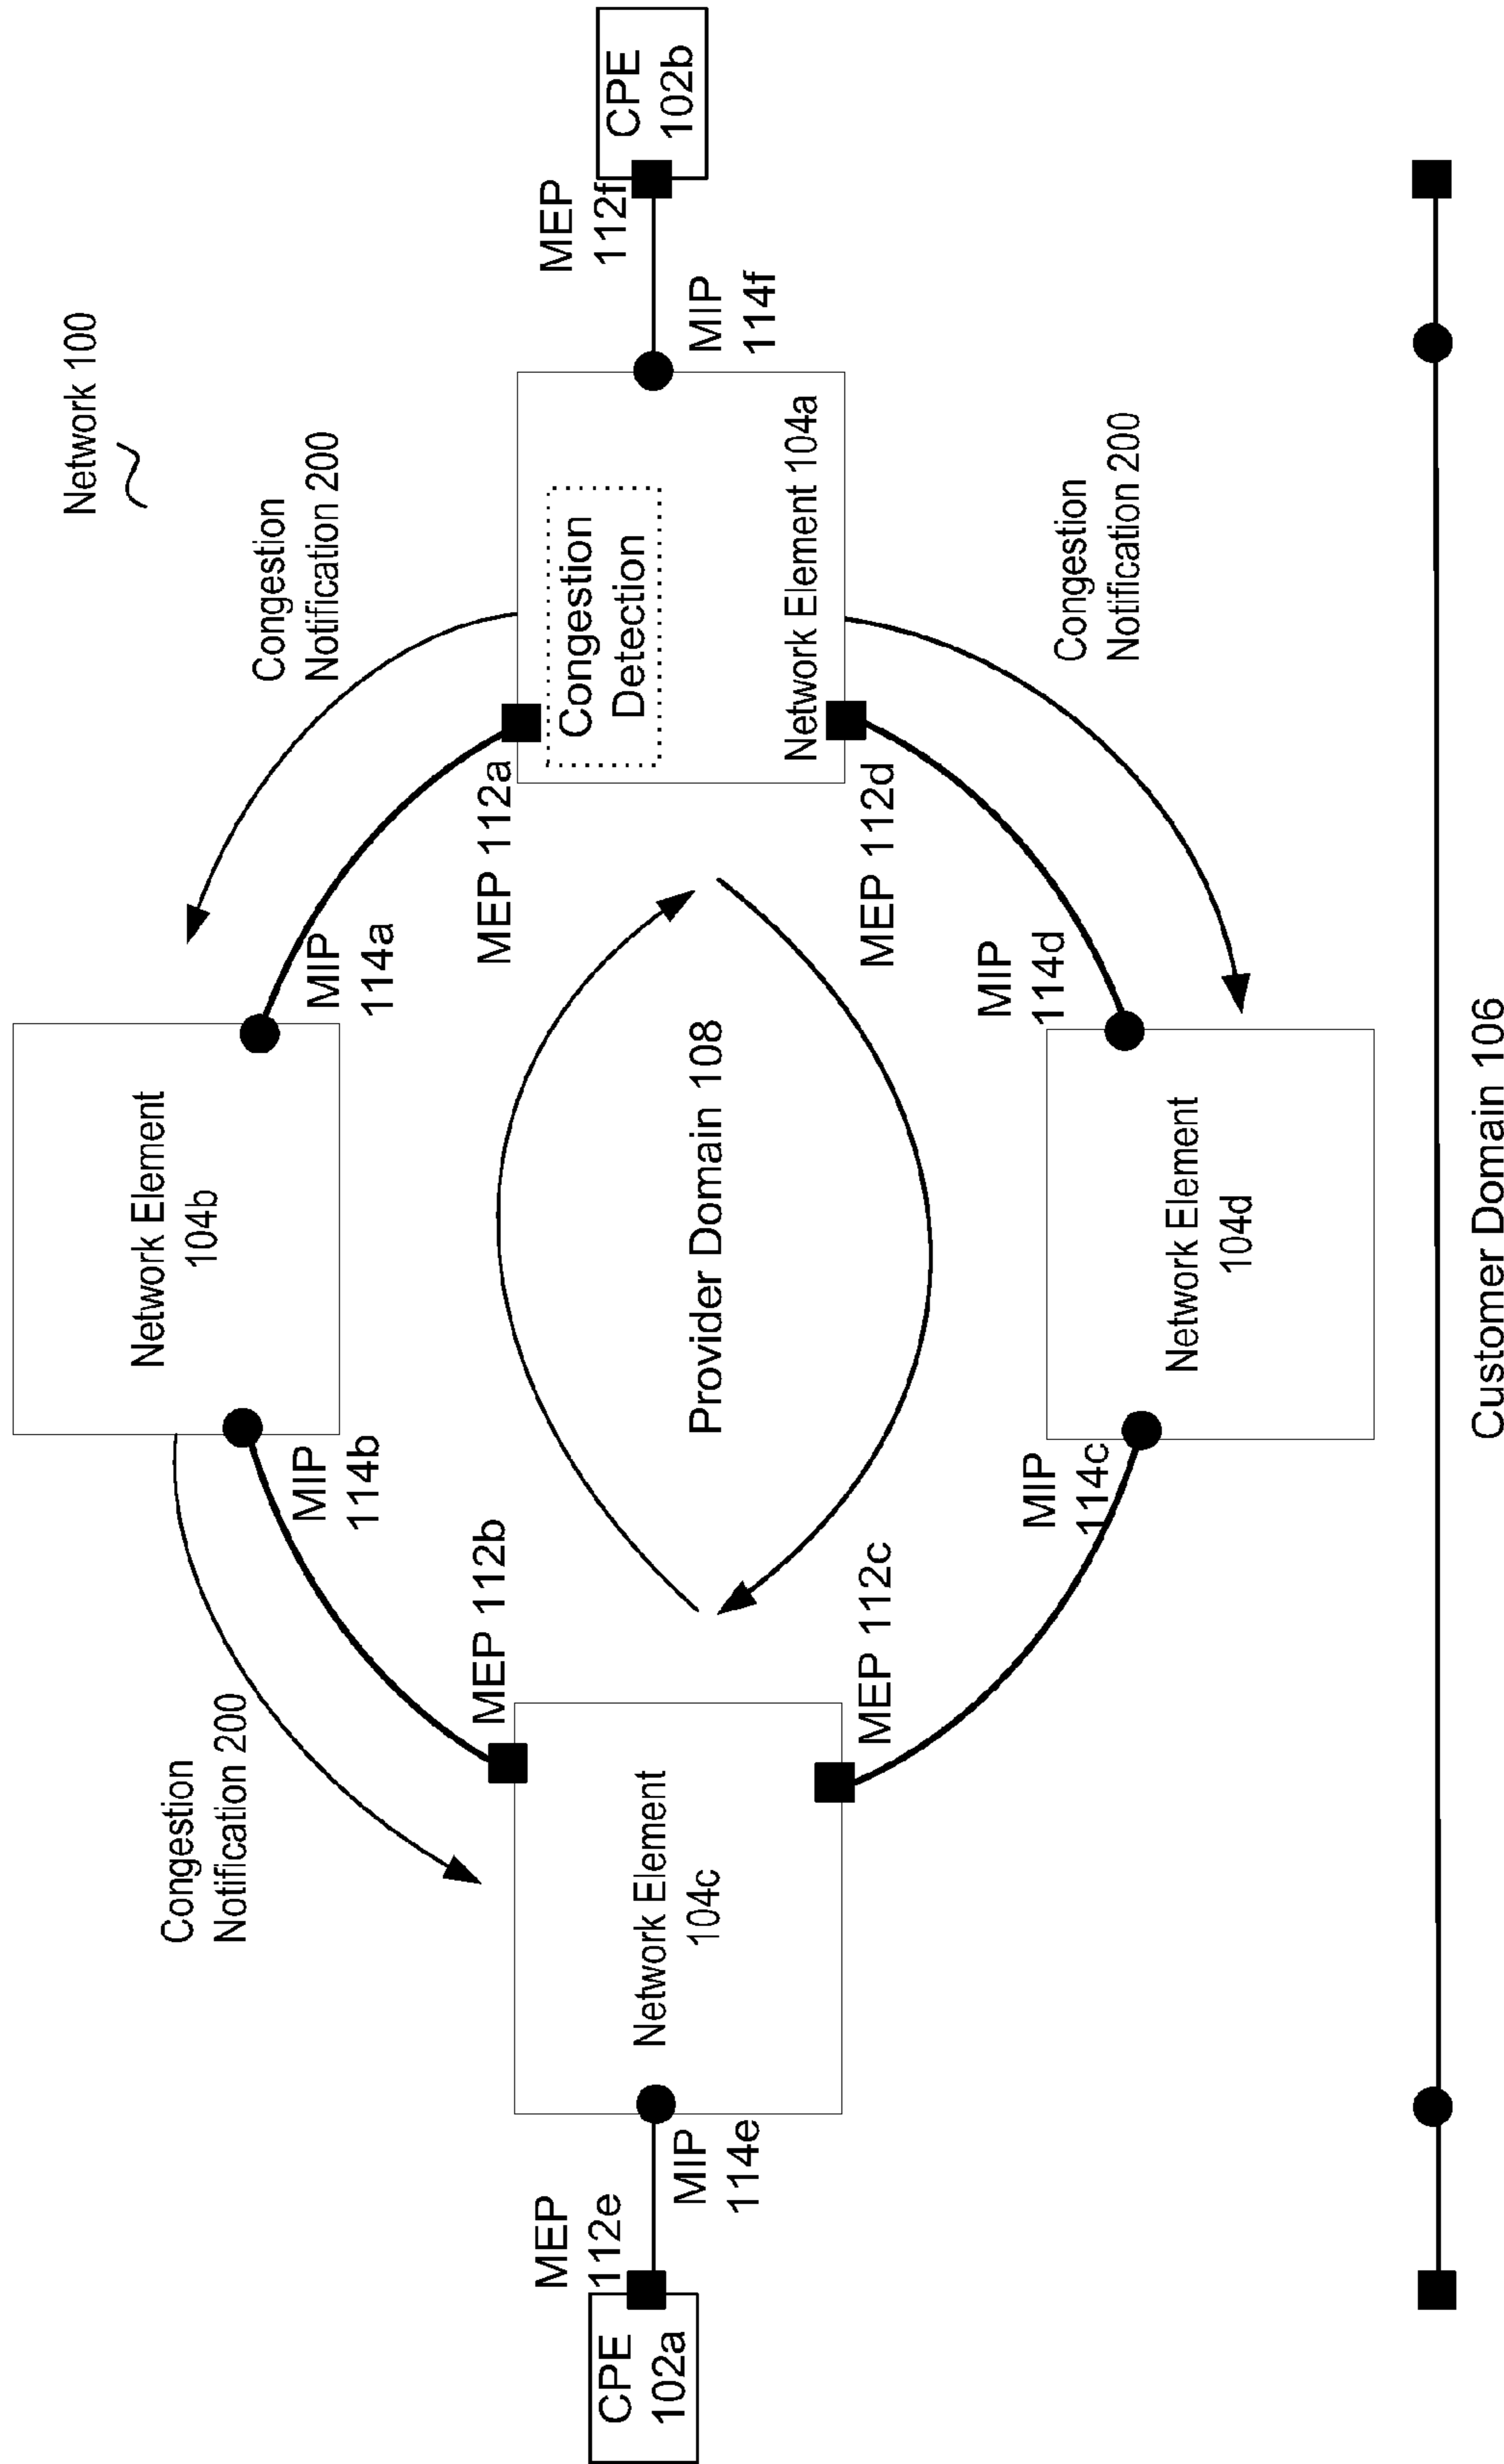 Network 100
Congestion
Notification 200
Congestion
Notification 200
Network Element
104b
MIP
114b
MIP
114a
MEP 112b
MEP 112a
MEP
112e
CPE
102a
MIP
114e
Network Element
104c
Provider Domain 108
Congestion
Detection
Network Element 104a
MEP
112f
CPE
102b
MIP
114f
MEP 112c
MEP 112d
MIP
114c
MIP
114d
Network Element
104d
Congestion
Notification 200
Customer Domain 106